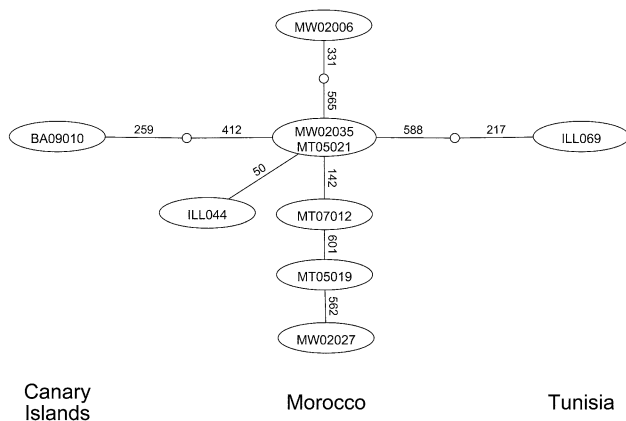 MW02006
331
565
BA09010
259
412
MW02035
MT05021
588
217
ILL069
50
142
ILL044
MT07012
601
MT05019
562
MW02027
Canary
Islands
Morocco
Tunisia